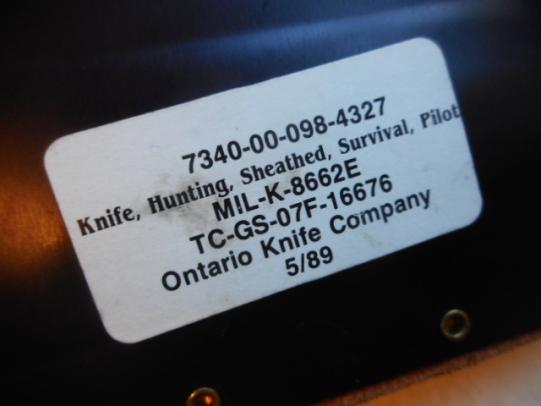 7340-00-098-4327
Knife, Hunting, Sheathed, Survival, Pilot
MIL-K-8662E
TC-GS-07F-16676
Ontario Knife Company
5/89